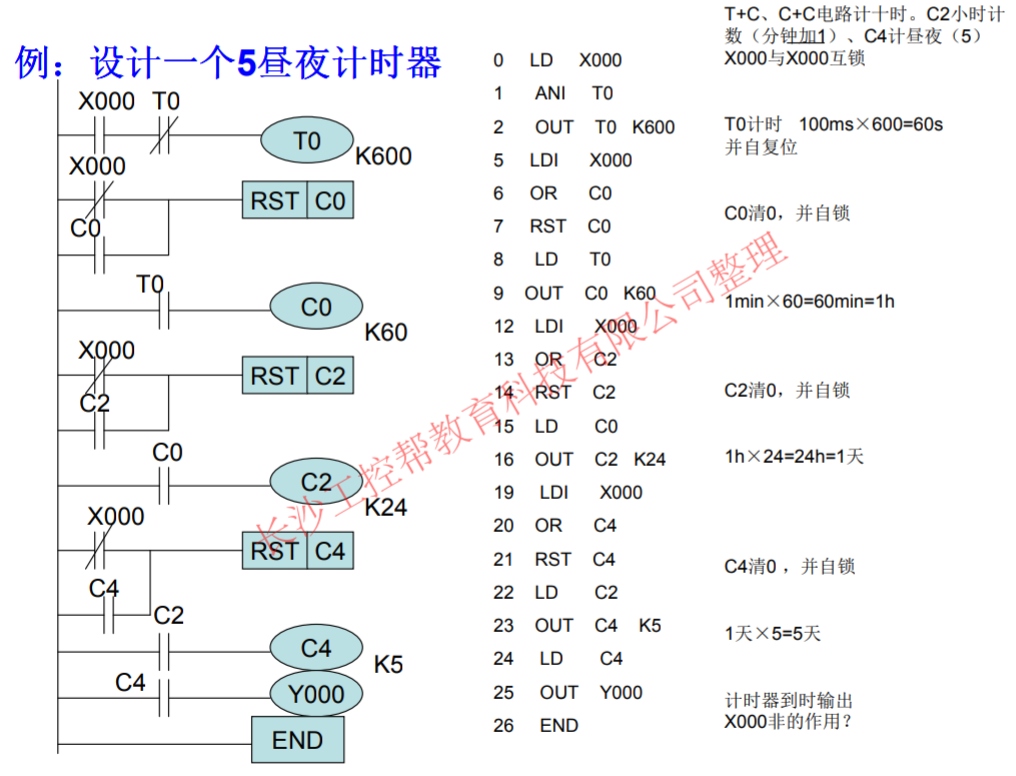 例：设计一个5昼夜计时器
X000 T0
T0
K600
X000
RST C0
C0
T0
C0
K60
X000
RST C2
C2
C0
C2
K24
X000
RST C4
C4
C2
C4
K5
C4
Y000
END
0 LD X000
1 ANI T0
2 OUT T0 K600
5 LDI X000
6 OR C0
7 RST C0
8 LD T0
9 OUT C0 K60
12 LDI X000
13 OR C2
14 RST C2
15 LD C0
16 OUT C2 K24
19 LDI X000
20 OR C4
21 RST C4
22 LD C2
23 OUT C4 K5
24 LD C4
25 OUT Y000
26 END
T+C、C+C电路计十时。C2小时计
数（分钟加1）、C4计昼夜（5）
X000与X000互锁
T0计时 100ms×600=60s
并自复位
C0清0，并自锁
1min×60=60min=1h
C2清0，并自锁
1h×24=24h=1天
C4清0，并自锁
1天×5=5天
计时器到时输出
X000非的作用？
长沙工控帮教育科技有限公司整理